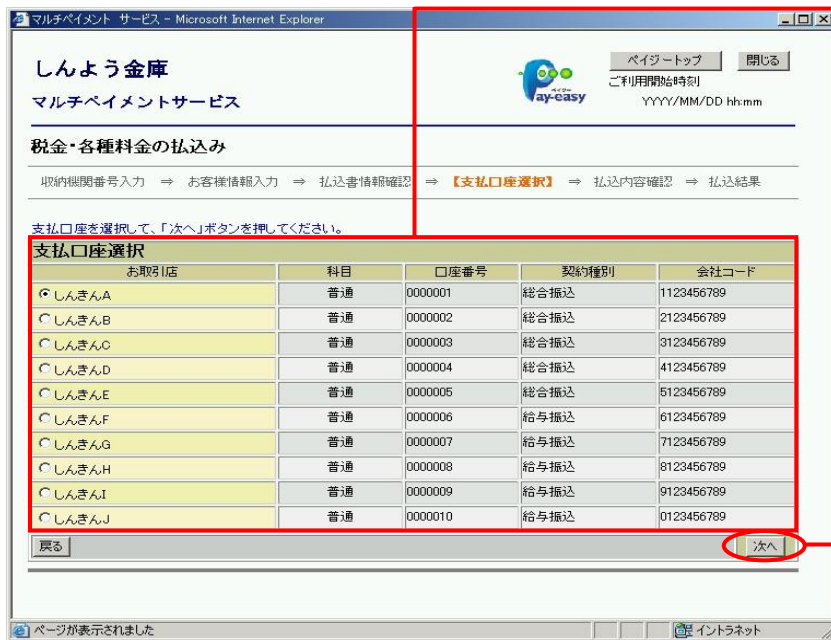 マルチペイメント サービス - Microsoft Internet Explorer
しんよう金庫
マルチペイメントサービス
ペイジー
Pay-easy
ペイジートップ 閉じる
ご利用開始時刻
YYYY/MM/DD hh:mm
税金・各種料金の払込み
収納機関番号入力 ⇒ お客様情報入力 ⇒ 払込書情報確認 ⇒ 【支払口座選択】 ⇒ 払込内容確認 ⇒ 払込結果
支払口座を選択して、「次へ」ボタンを押してください。
支払口座選択
お取引店 科目 口座番号 契約種別 会社コード
しんきんA 普通 0000001 総合振込 1123456789
しんきんB 普通 0000002 総合振込 2123456789
しんきんC 普通 0000003 総合振込 3123456789
しんきんD 普通 0000004 総合振込 4123456789
しんきんE 普通 0000005 総合振込 5123456789
しんきんF 普通 0000006 給与振込 6123456789
しんきんG 普通 0000007 給与振込 7123456789
しんきんH 普通 0000008 給与振込 8123456789
しんきんI 普通 0000009 給与振込 9123456789
しんきんJ 普通 0000010 給与振込 0123456789
戻る 次へ
ページが表示されました イントラネット